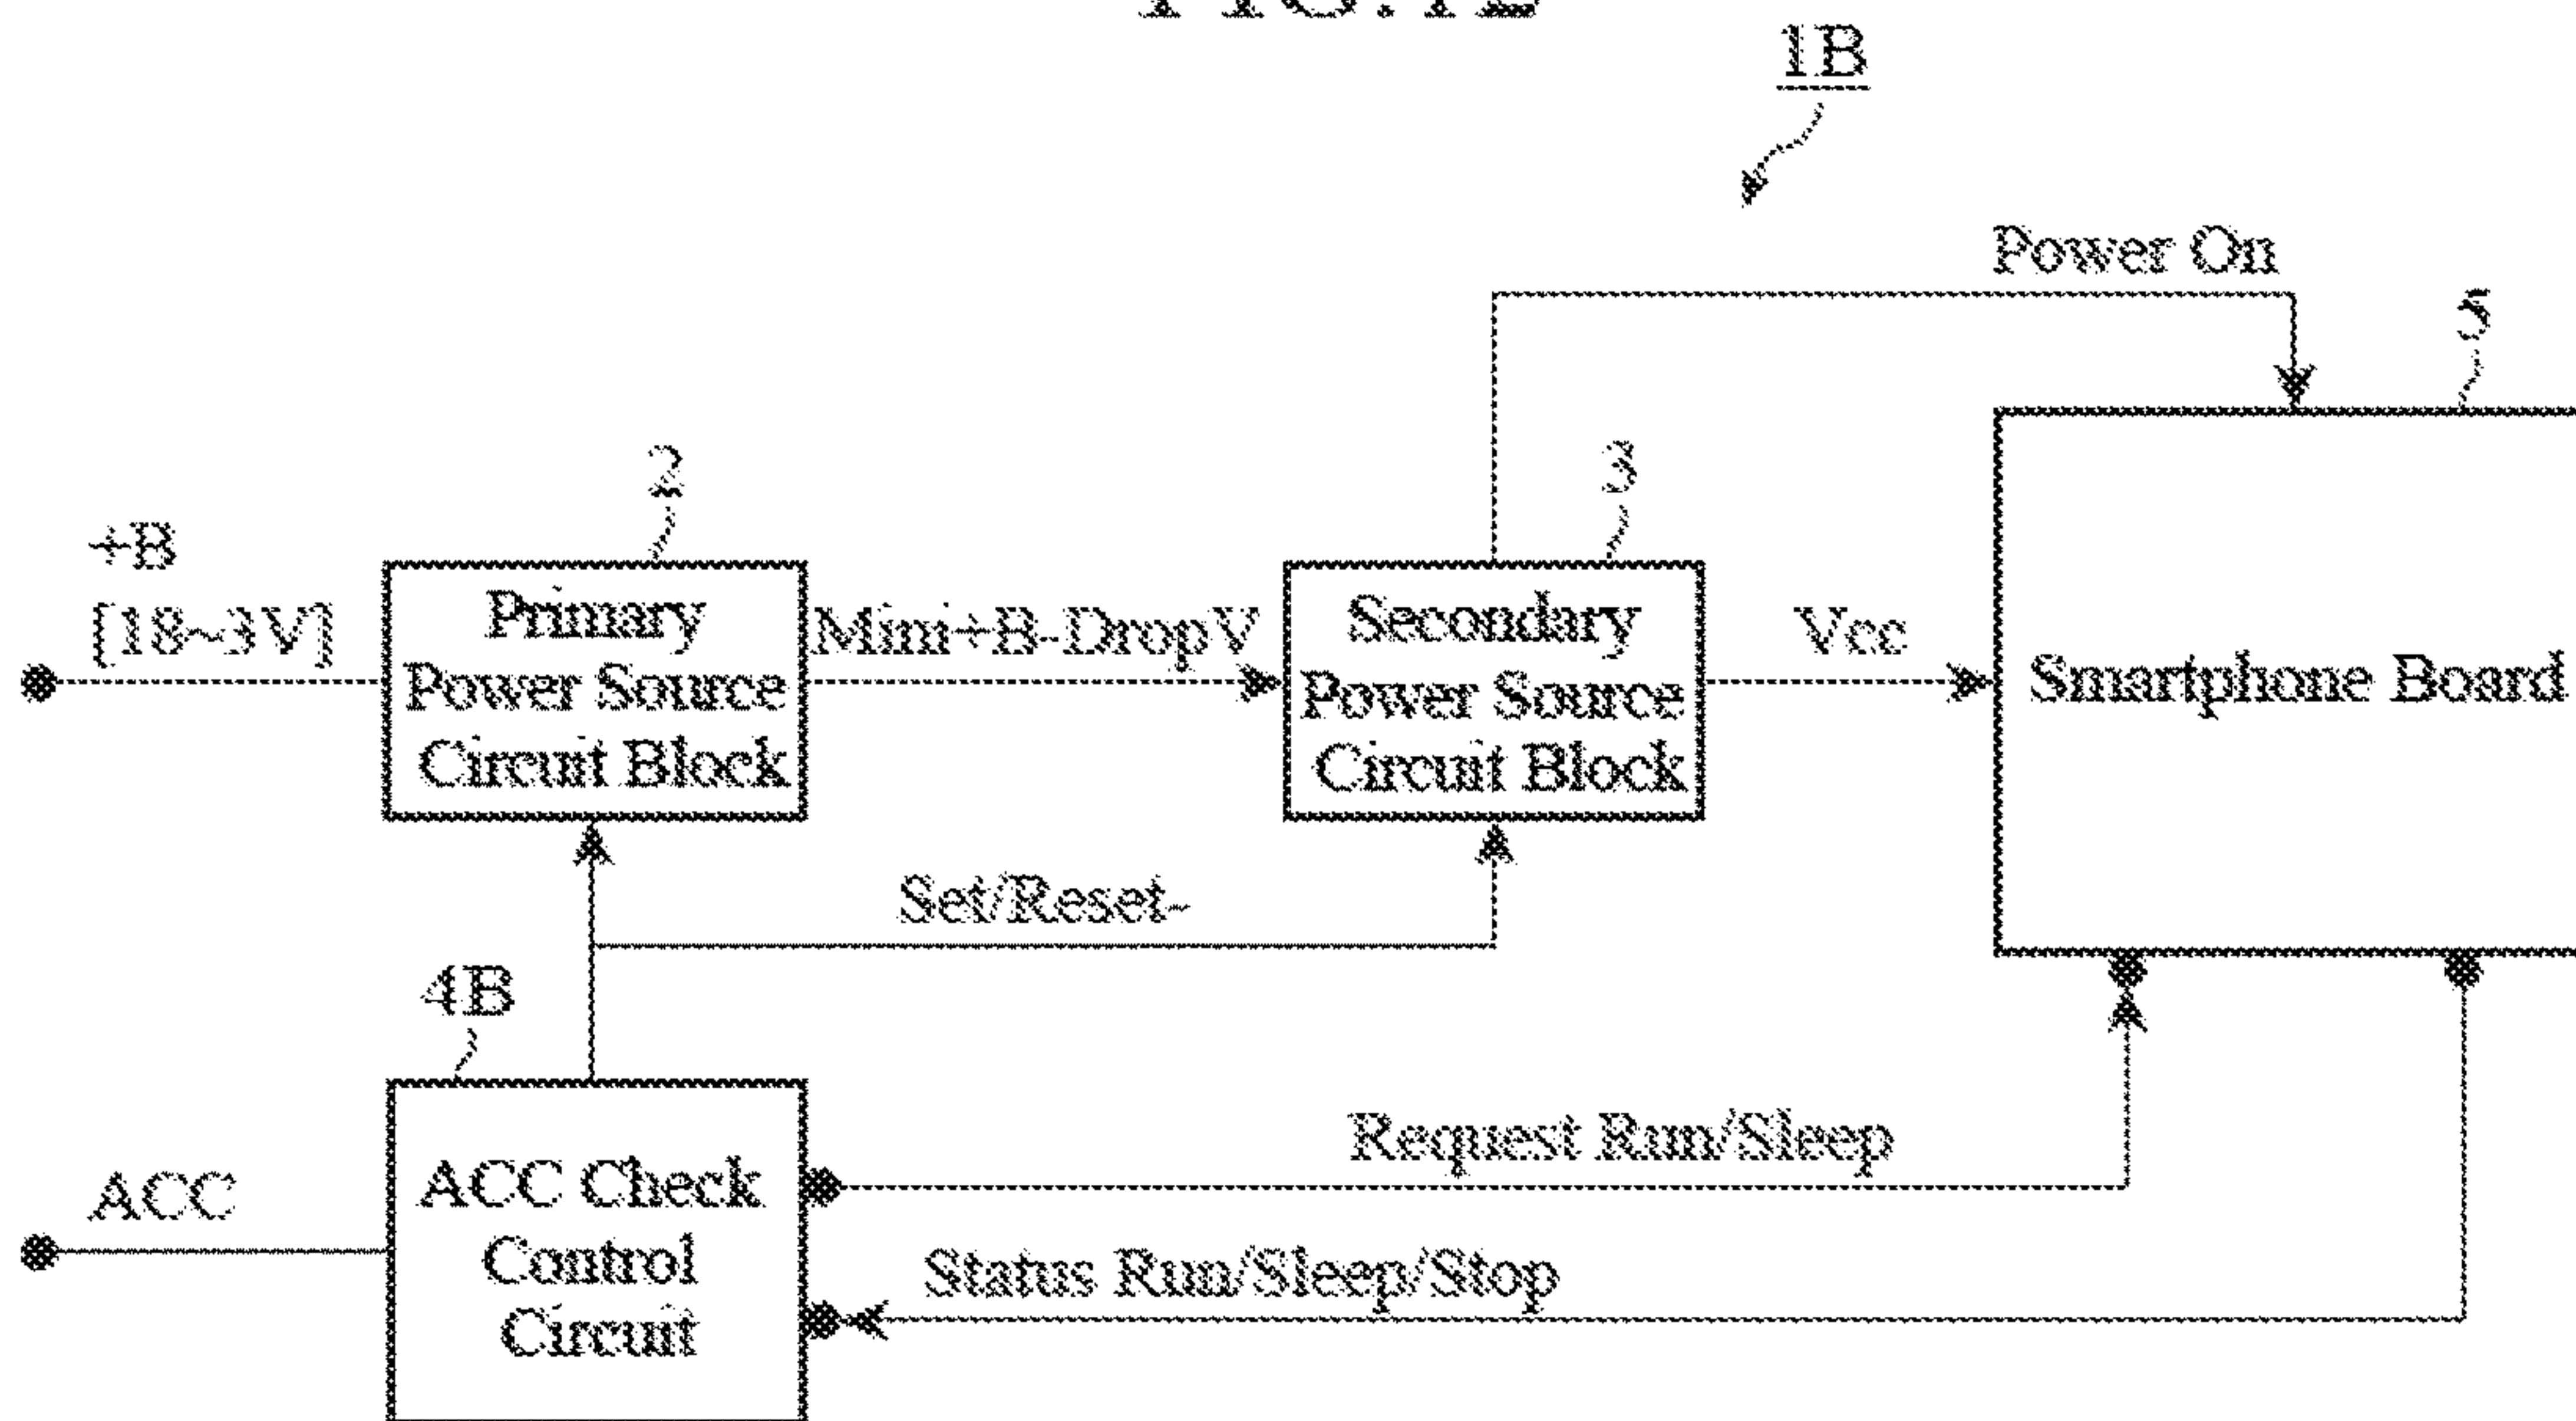 FIG.12
1B
Power On
5
2
3
+B
[18~3V]
Primary
Power Source
Circuit Block
Mini+B-DropV
Secondary
Power Source
Circuit Block
Vcc
Smartphone Board
Set/Reset-
4B
ACC
ACC Check
Control
Circuit
Request Run/Sleep
Status Run/Sleep/Stop